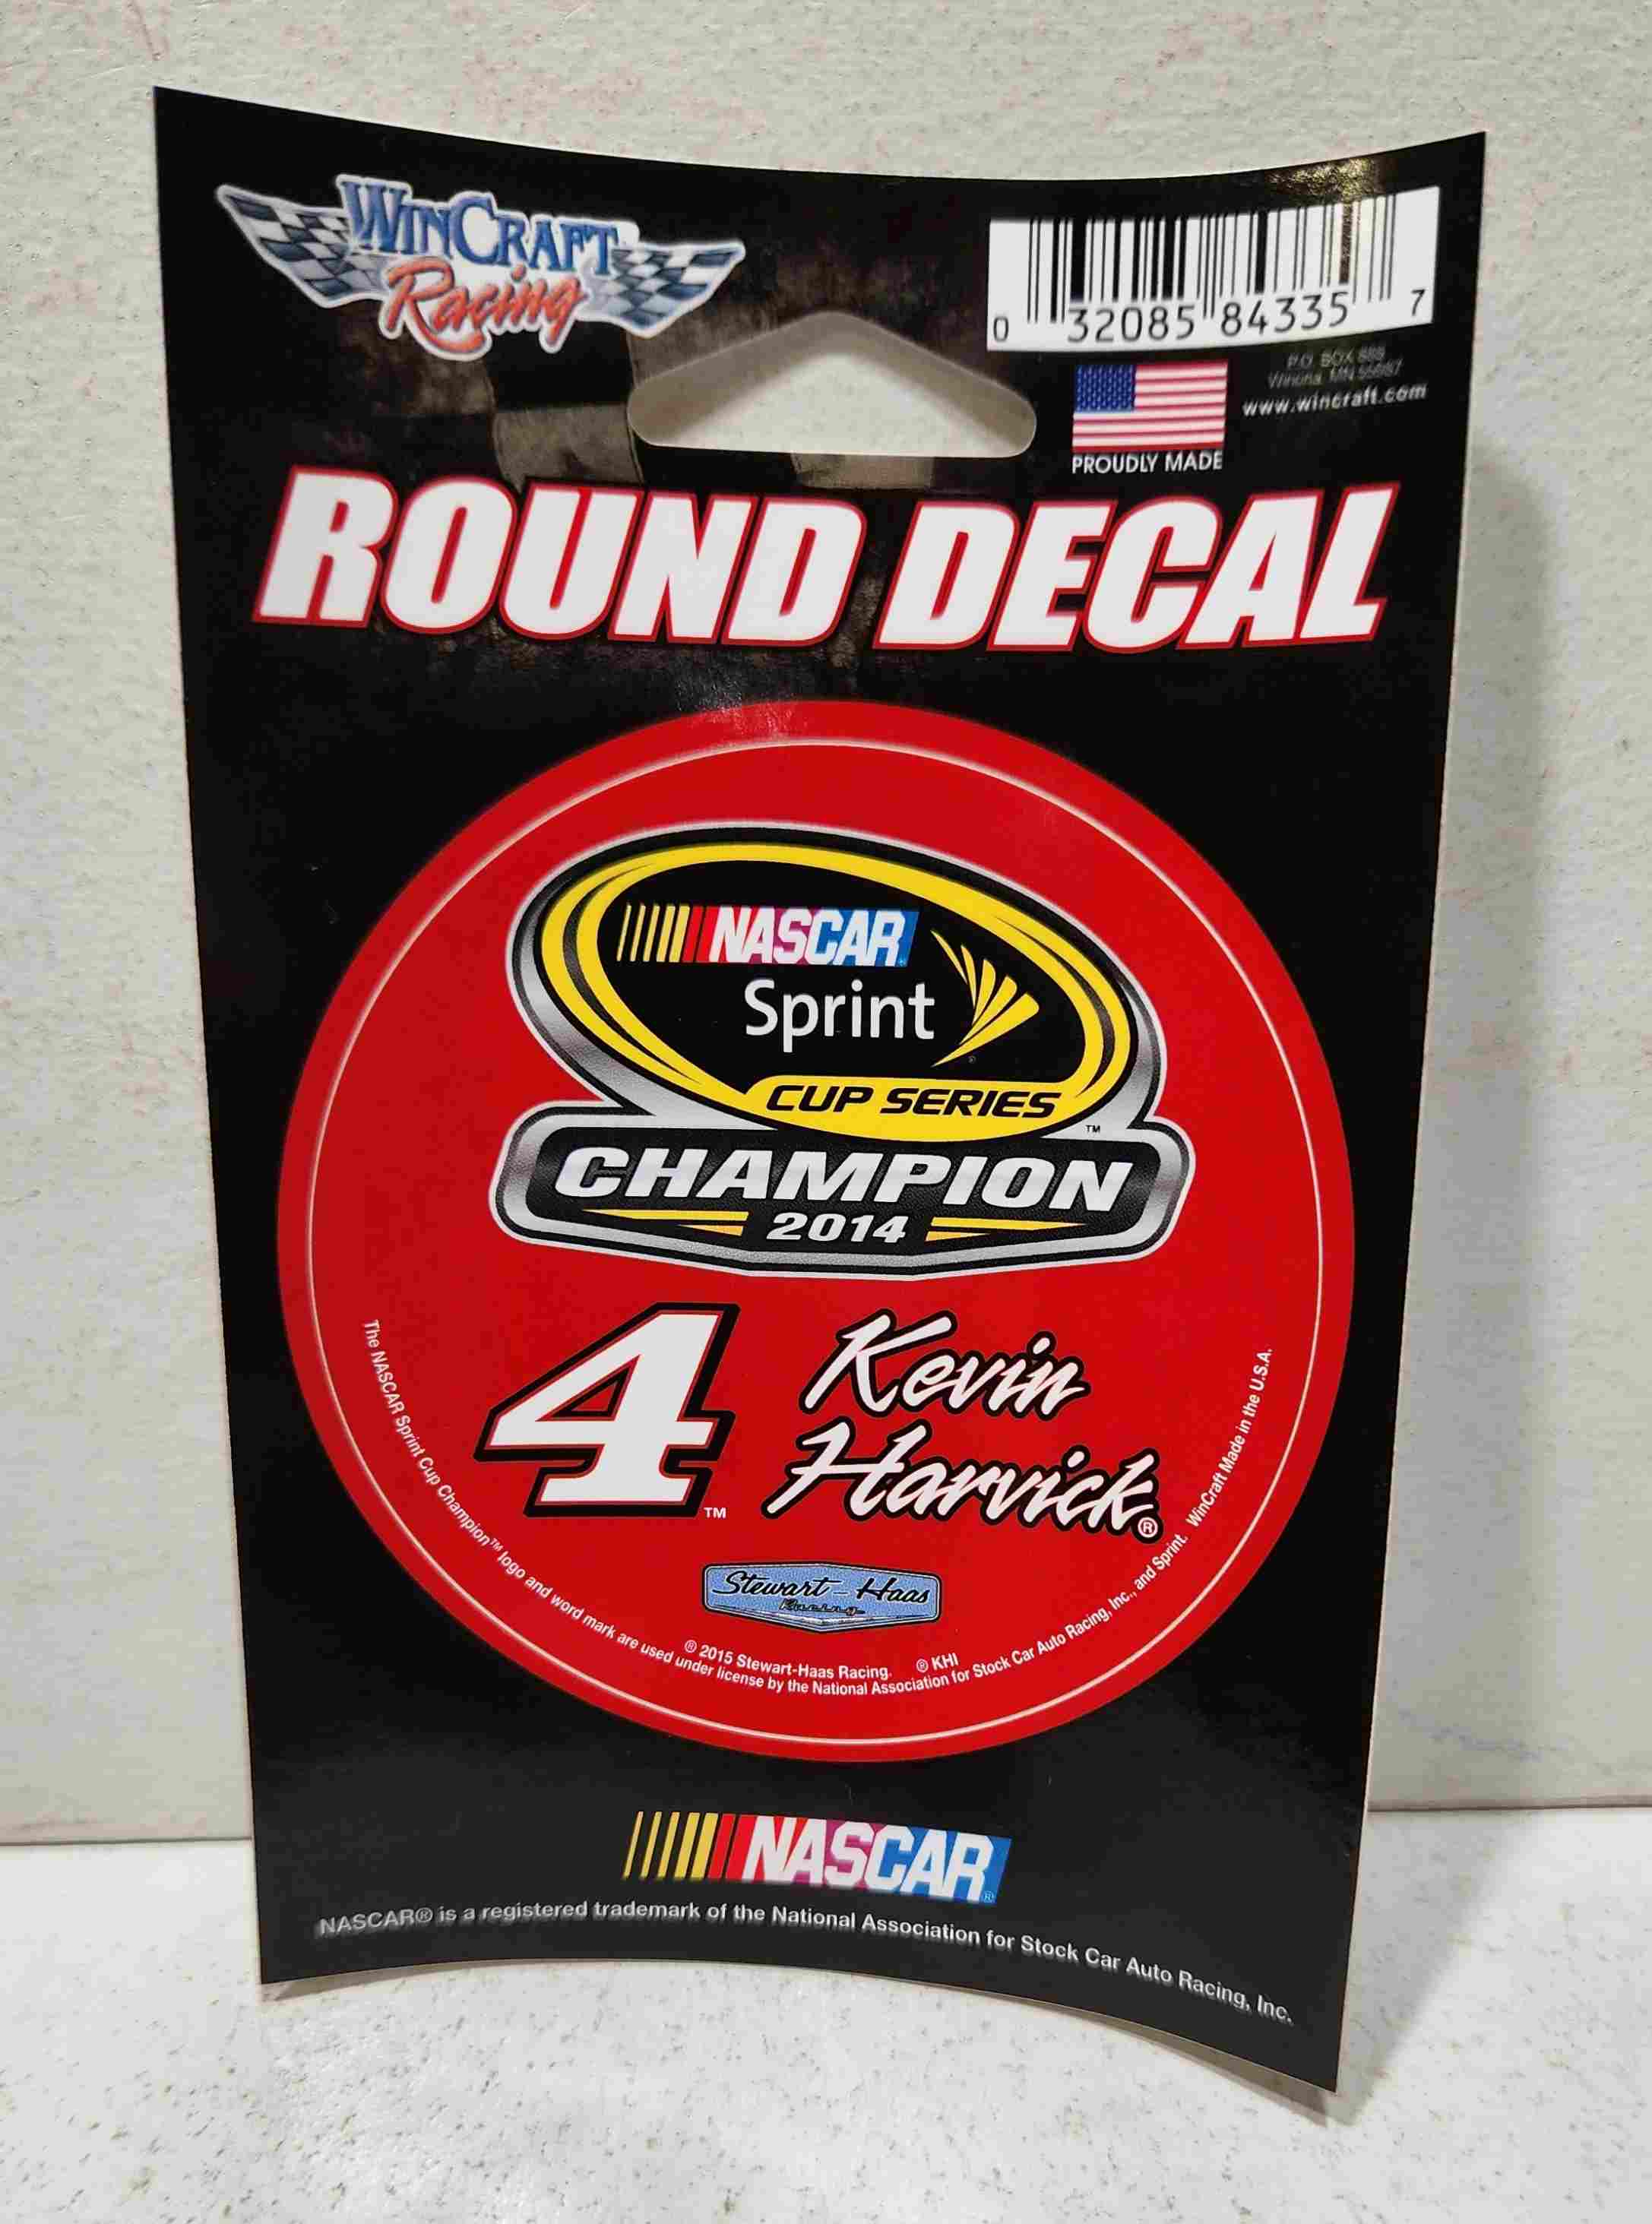 WINCRAFT
Racing
0 32085 84335 7
P.O. BOX 888
Winona, MN 55987
www.wincraft.com
PROUDLY MADE
ROUND DECAL
NASCAR
Sprint
CUP SERIES
TM
CHAMPION
2014
4 TM
Kevin
Harvick ®
Stewart-Haas
Racing
® 2015 Stewart-Haas Racing. ® KHI
The NASCAR Sprint Cup Champion™ logo and word mark are used under license by the National Association for Stock Car Auto Racing, Inc., and Sprint. WinCraft Made in the U.S.A.
NASCAR®
NASCAR® is a registered trademark of the National Association for Stock Car Auto Racing, Inc.